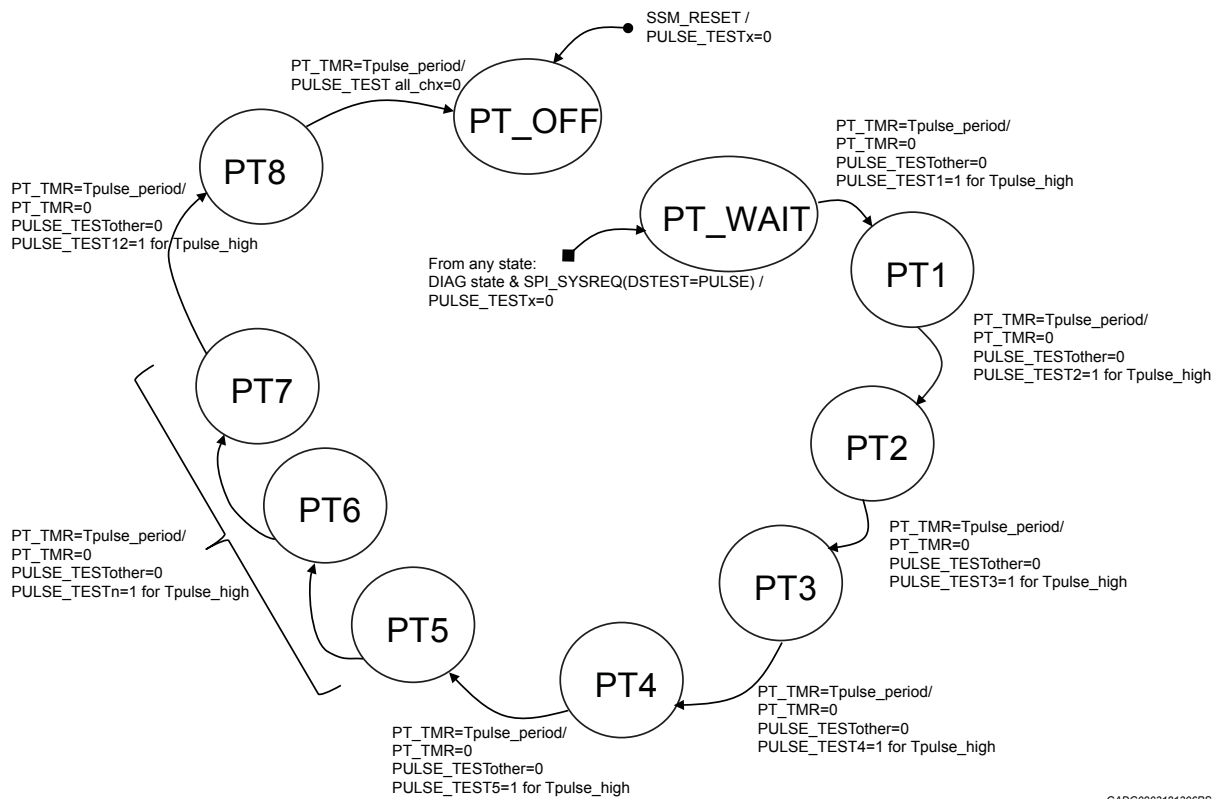 SSM_RESET /
PULSE_TESTx=0
PT_TMR=Tpulse_period/
PULSE_TEST all_chx=0
PT_OFF
PT_TMR=Tpulse_period/
PT_TMR=0
PULSE_TESTother=0
PULSE_TEST1=1 for Tpulse_high
PT8
PT_WAIT
PT_TMR=Tpulse_period/
PT_TMR=0
PULSE_TESTother=0
PULSE_TEST12=1 for Tpulse_high
From any state:
DIAG state & SPI_SYSREQ(DSTEST=PULSE) /
PULSE_TESTx=0
PT1
PT_TMR=Tpulse_period/
PT_TMR=0
PULSE_TESTother=0
PULSE_TEST2=1 for Tpulse_high
PT7
PT2
PT6
PT_TMR=Tpulse_period/
PT_TMR=0
PULSE_TESTother=0
PULSE_TESTn=1 for Tpulse_high
PT_TMR=Tpulse_period/
PT_TMR=0
PULSE_TESTother=0
PULSE_TEST3=1 for Tpulse_high
PT3
PT5
PT4
PT_TMR=Tpulse_period/
PT_TMR=0
PULSE_TESTother=0
PULSE_TEST4=1 for Tpulse_high
PT_TMR=Tpulse_period/
PT_TMR=0
PULSE_TESTother=0
PULSE_TEST5=1 for Tpulse_high